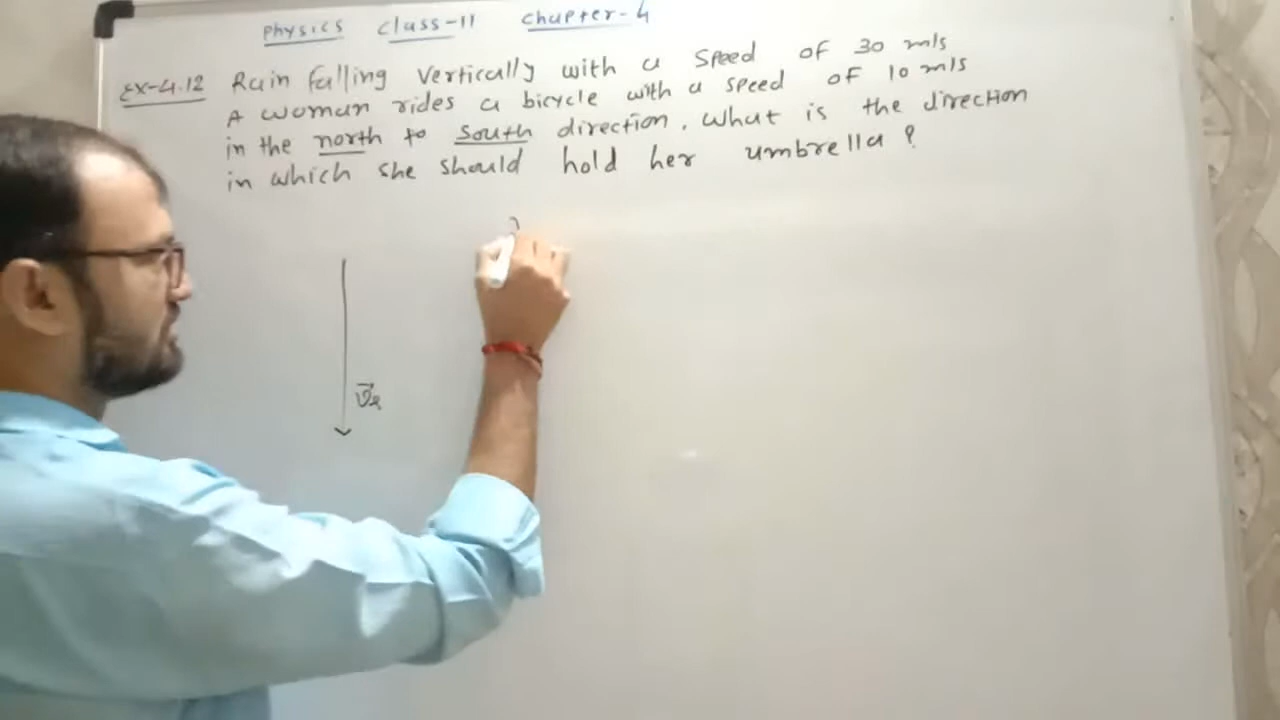 Physics Class-11 Chapter-4
Ex-4.12 Rain falling vertically with a speed of 30 m/s
A woman rides a bicycle with a speed of 10 m/s
in the north to south direction. What is the direction
in which she should hold her umbrella ?